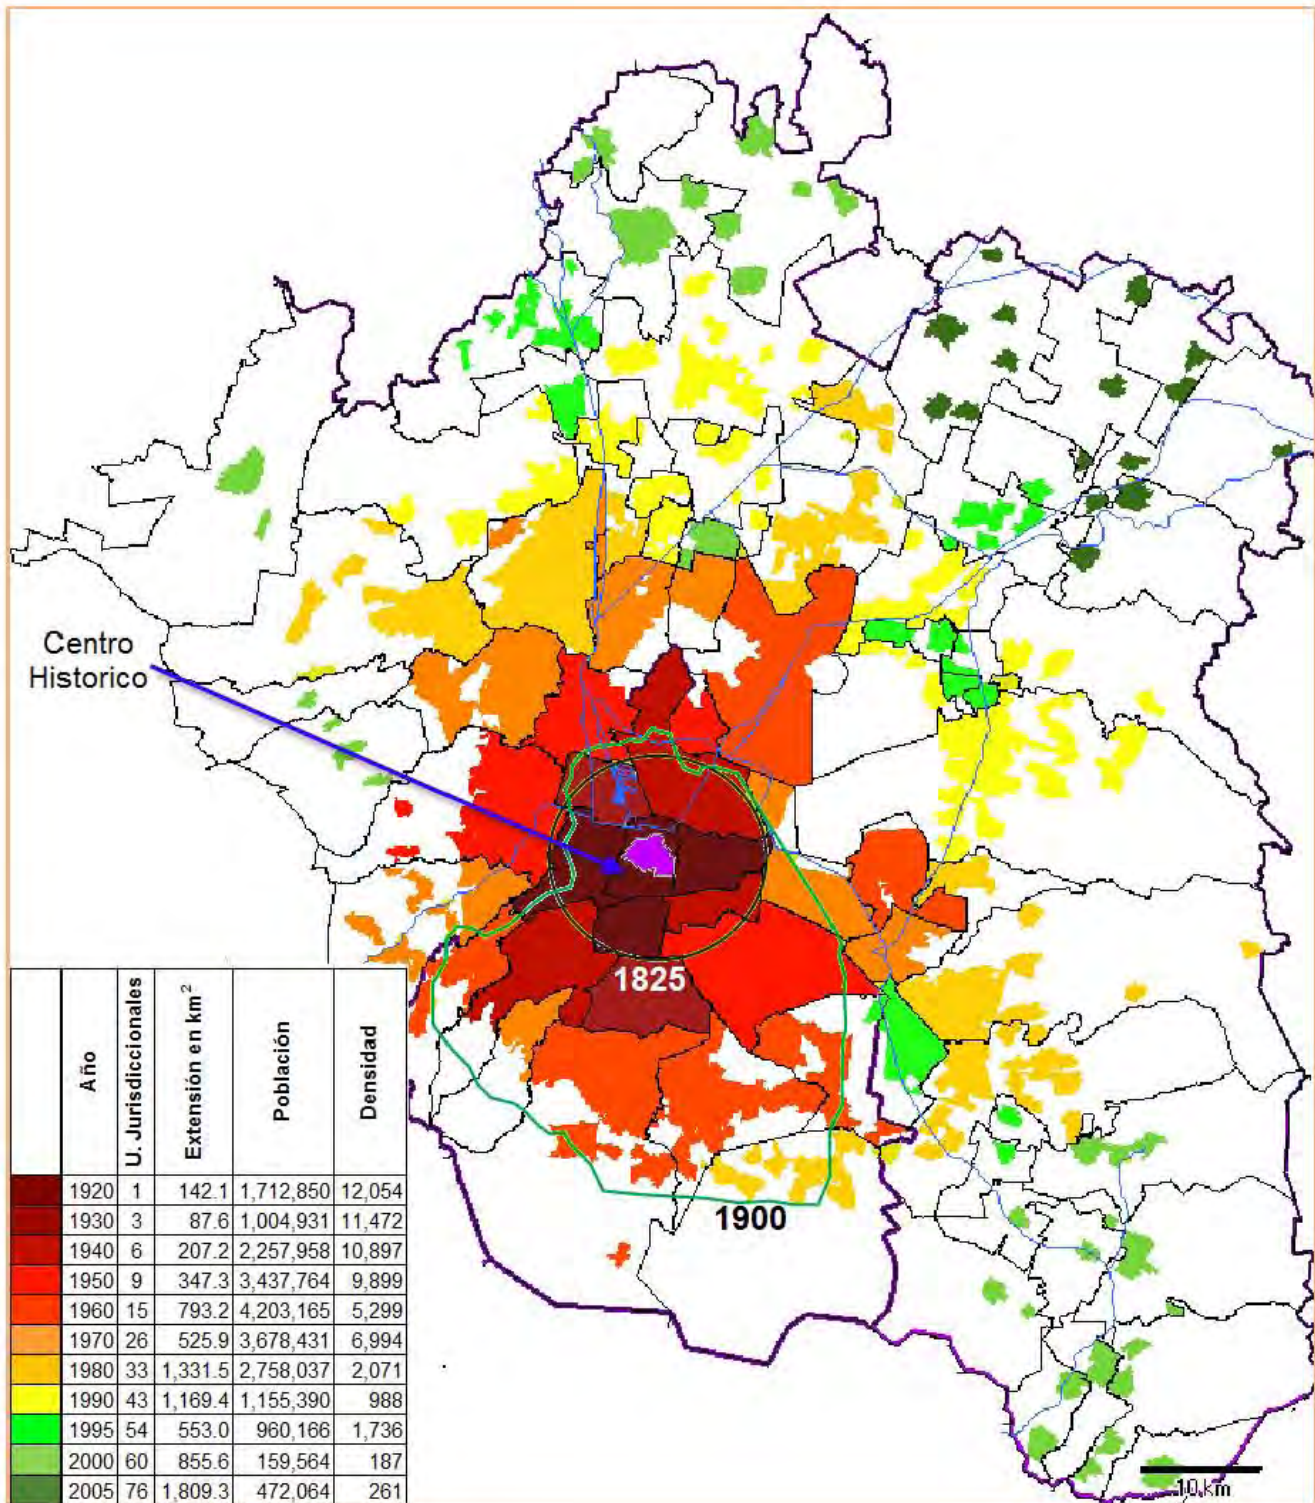 Centro
Historico
1825
1900
Año U. Jurisdiccionales Extensión en km² Población Densidad
1920 1 142.1 1,712,850 12,054
1930 3 87.6 1,004,931 11,472
1940 6 207.2 2,257,958 10,897
1950 9 347.3 3,437,764 9,899
1960 15 793.2 4,203,165 5,299
1970 26 525.9 3,678,431 6,994
1980 33 1,331.5 2,758,037 2,071
1990 43 1,169.4 1,155,390 988
1995 54 553.0 960,166 1,736
2000 60 855.6 159,564 187
2005 76 1,809.3 472,064 261
10 km